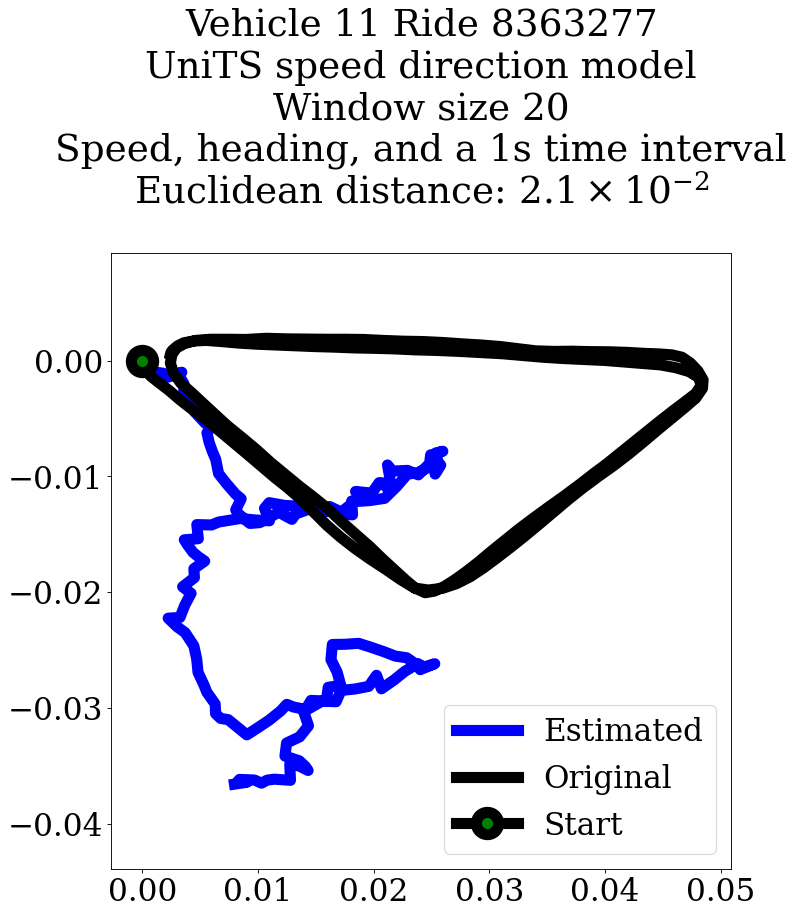 Vehicle 11 Ride 8363277
UniTS speed direction model
Window size 20
Speed, heading, and a 1s time interval
Euclidean distance: 2.1 × 10⁻²
0.00
−0.01
−0.02
−0.03
−0.04
Estimated
Original
Start
0.00 0.01 0.02 0.03 0.04 0.05